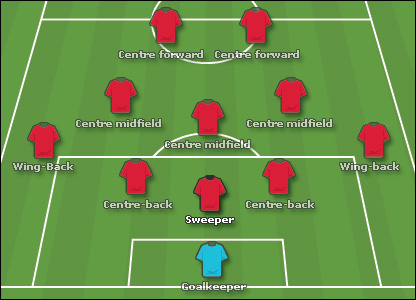 Centre forward Centre forward
Centre midfield Centre midfield
Centre midfield
Wing-Back Wing-back
Centre-back Centre-back
Sweeper
Goalkeeper